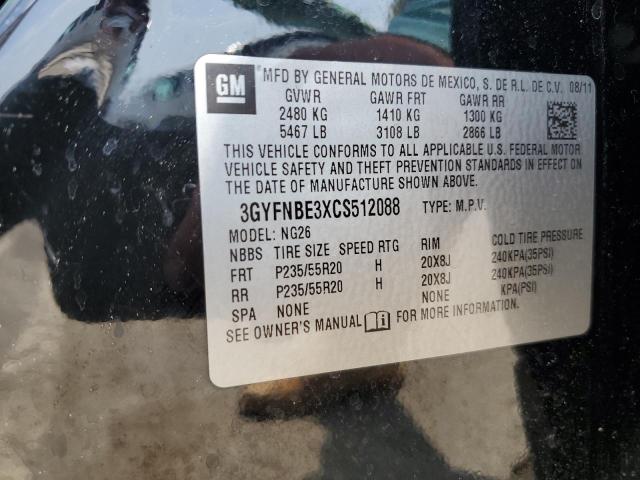 GM MFD BY GENERAL MOTORS DE MEXICO, S. DE R.L. DE C.V. 08/11
GVWR GAWR FRT GAWR RR
2480 KG 1410 KG 1300 KG
5467 LB 3108 LB 2866 LB
THIS VEHICLE CONFORMS TO ALL APPLICABLE U.S. FEDERAL MOTOR
VEHICLE SAFETY AND THEFT PREVENTION STANDARDS IN EFFECT ON
THE DATE OF MANUFACTURE SHOWN ABOVE.
3GYFNBE3XCS512088 TYPE: M.P.V.
MODEL: NG26
NBBS TIRE SIZE SPEED RTG RIM COLD TIRE PRESSURE
FRT P235/55R20 H 20X8J 240KPA(35PSI)
RR P235/55R20 H 20X8J 240KPA(35PSI)
SPA NONE NONE KPA(PSI)
SEE OWNER'S MANUAL i FOR MORE INFORMATION.